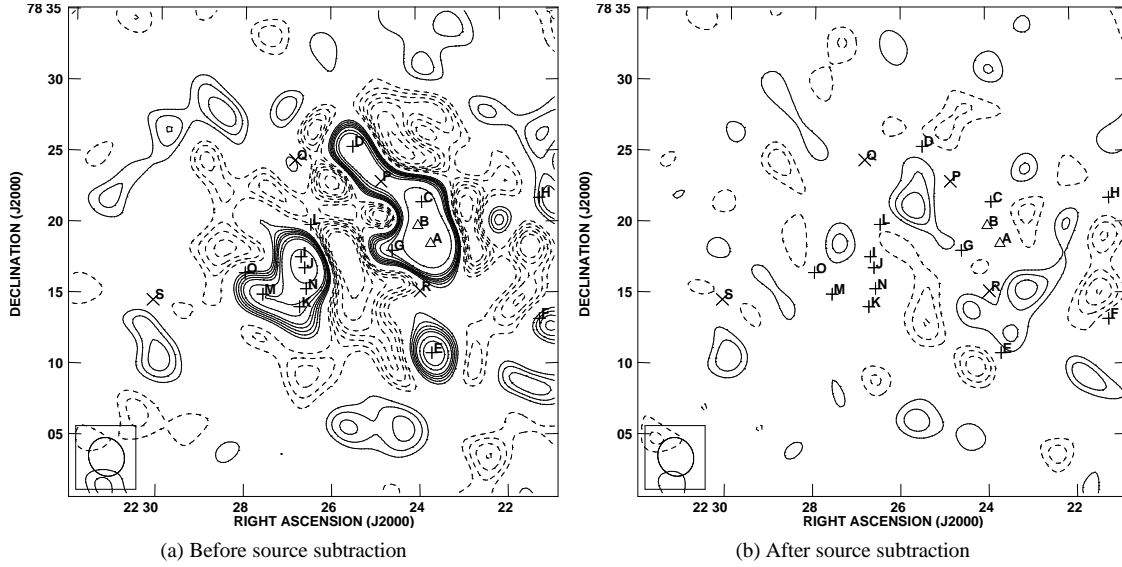 78 35
30
25
20
15
10
05
DECLINATION (J2000)
22 30
28
26
24
22
RIGHT ASCENSION (J2000)
Q
D
P
H
C
L
B
A
G
I
O
J
S
M
N
R
K
F
E
(a) Before source subtraction
78 35
30
25
20
15
10
05
DECLINATION (J2000)
22 30
28
26
24
22
RIGHT ASCENSION (J2000)
D
Q
P
H
C
L
B
A
G
I
O
J
S
M
N
R
K
F
E
(b) After source subtraction